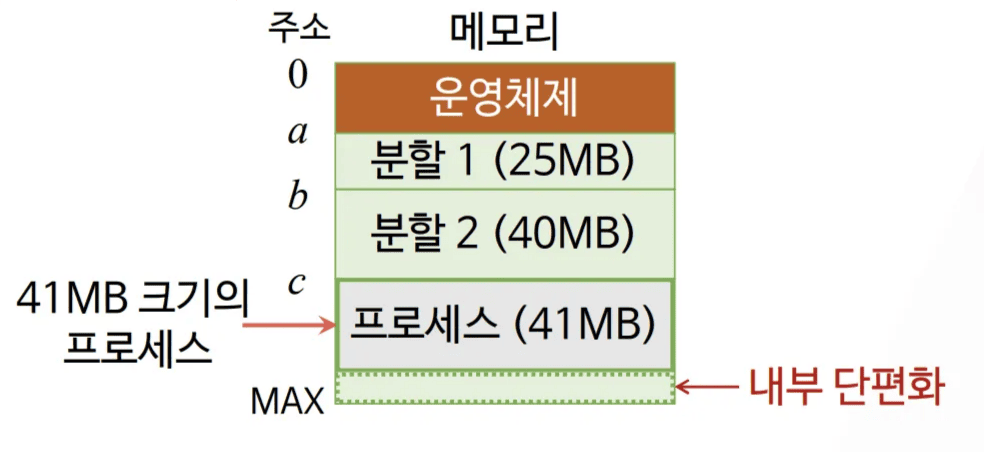 주소
메모리
0
운영체제
a
분할 1 (25MB)
b
분할 2 (40MB)
c
41MB 크기의
프로세스
프로세스 (41MB)
내부 단편화
MAX